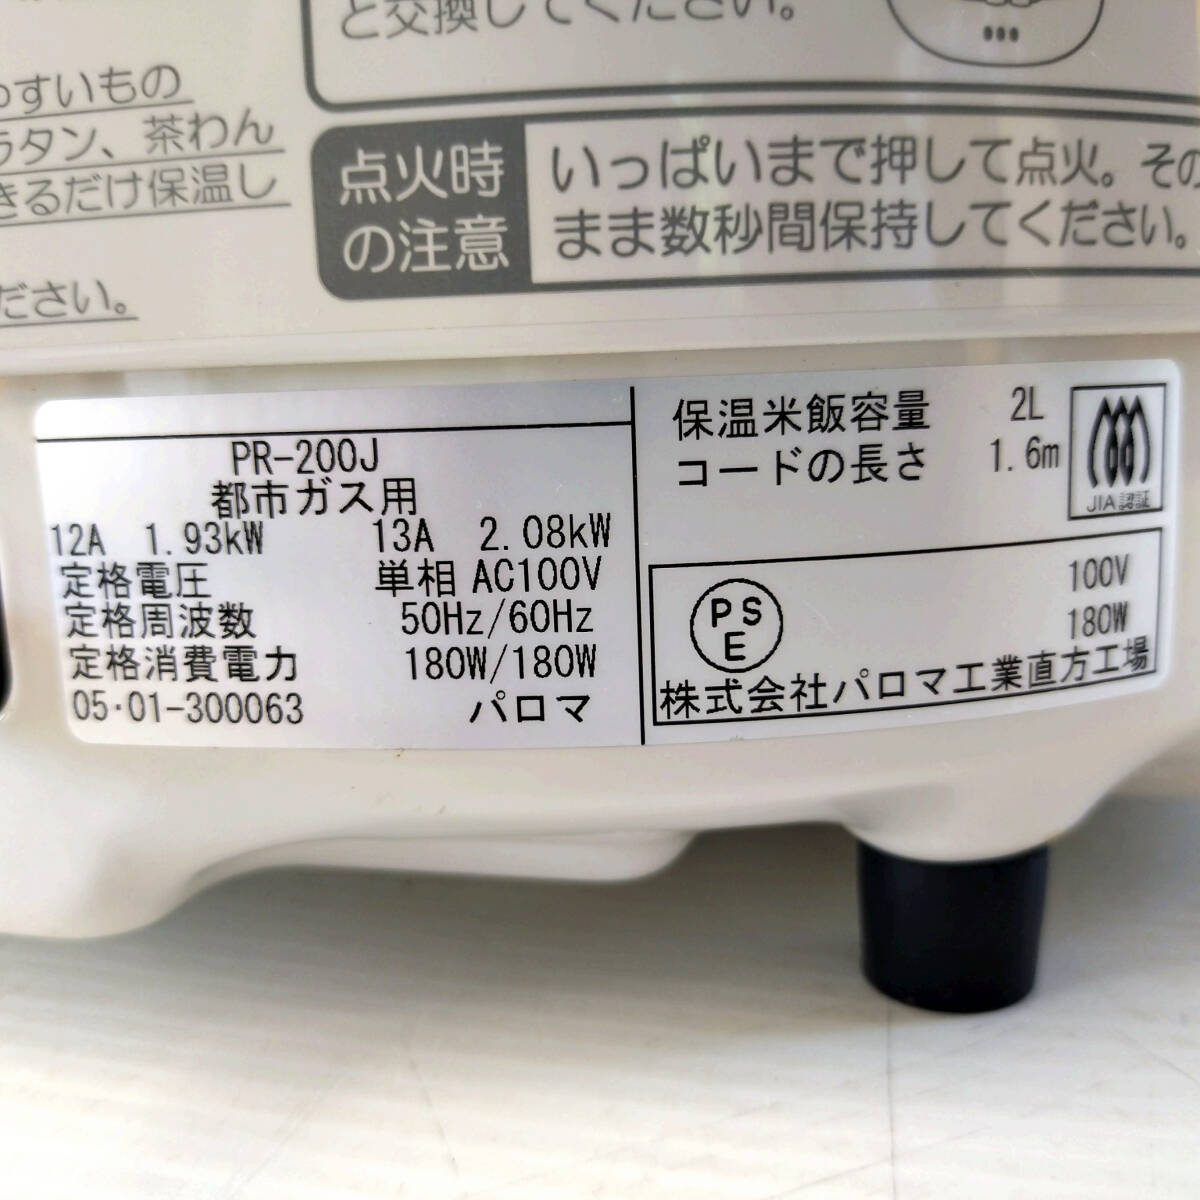 と交換してください。
すいもの
ラタン、茶わん
きるだけ保温し
ださい。
点火時
の注意
いっぱいまで押して点火。その
まま数秒間保持してください。
PR-200J
都市ガス用
12A 1.93kW 13A 2.08kW
定格電圧 単相 AC100V
定格周波数 50Hz/60Hz
定格消費電力 180W/180W
05・01-300063 パロマ
保温米飯容量 2L
コードの長さ 1.6m
JIA認証
PS
E
100V
180W
株式会社パロマ工業直方工場